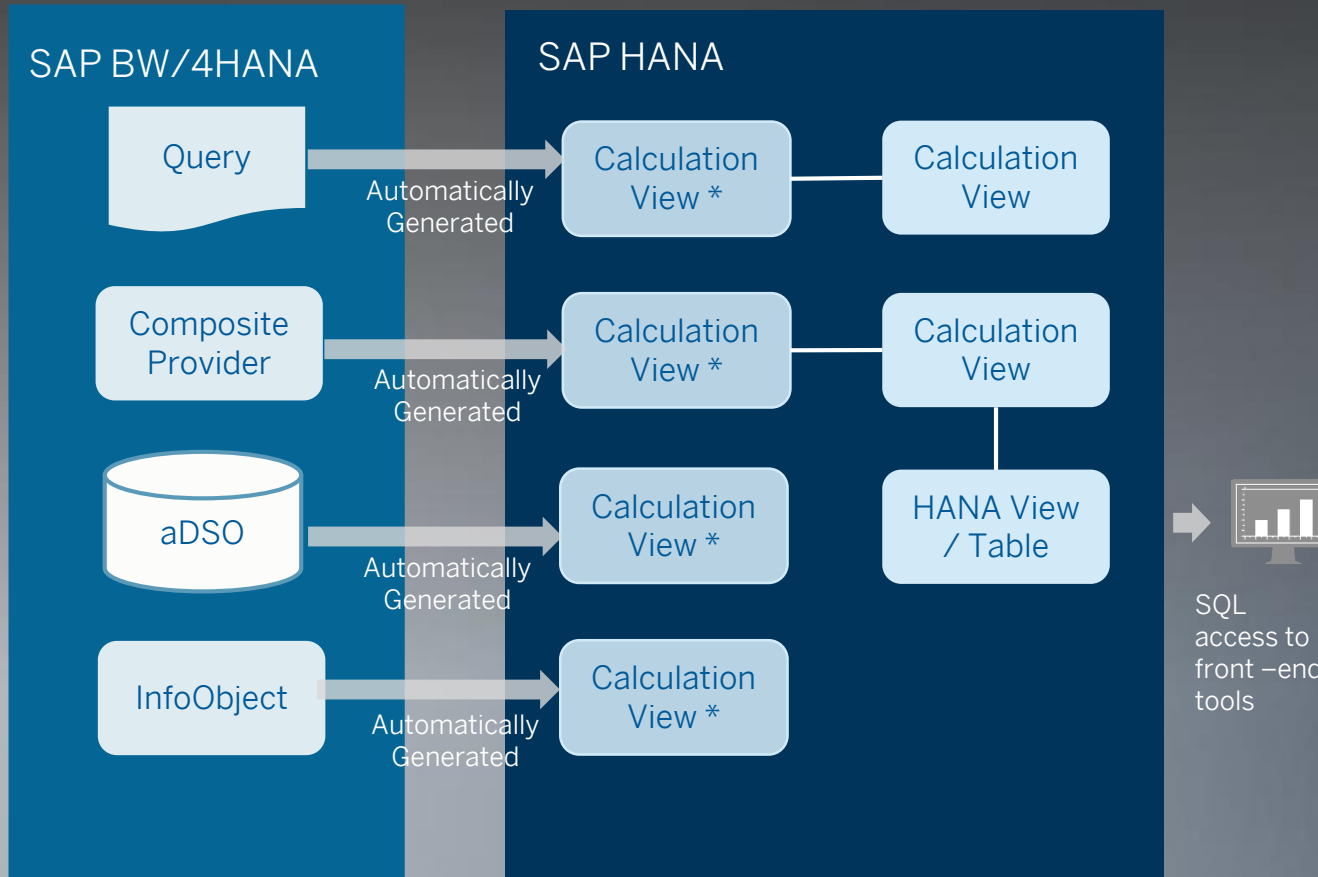 SAP BW/4HANA
SAP HANA
Query
Automatically
Generated
Calculation
View *
Calculation
View
Composite
Provider
Automatically
Generated
Calculation
View *
Calculation
View
aDSO
Automatically
Generated
Calculation
View *
HANA View
/ Table
InfoObject
Automatically
Generated
Calculation
View *
SQL
access to
front –end
tools